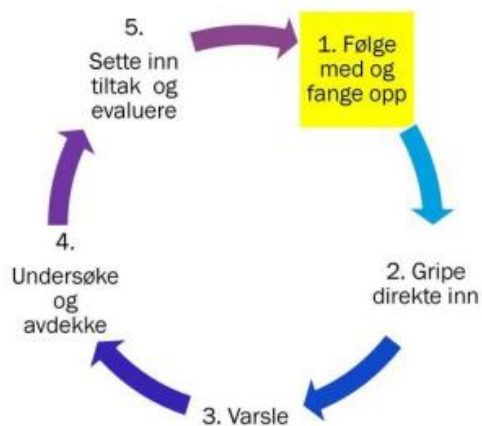 1. Følge
med og
fange opp
2. Gripe
direkte inn
3. Varsle
4.
Undersøke
og
avdekke
5.
Sette inn
tiltak og
evaluere